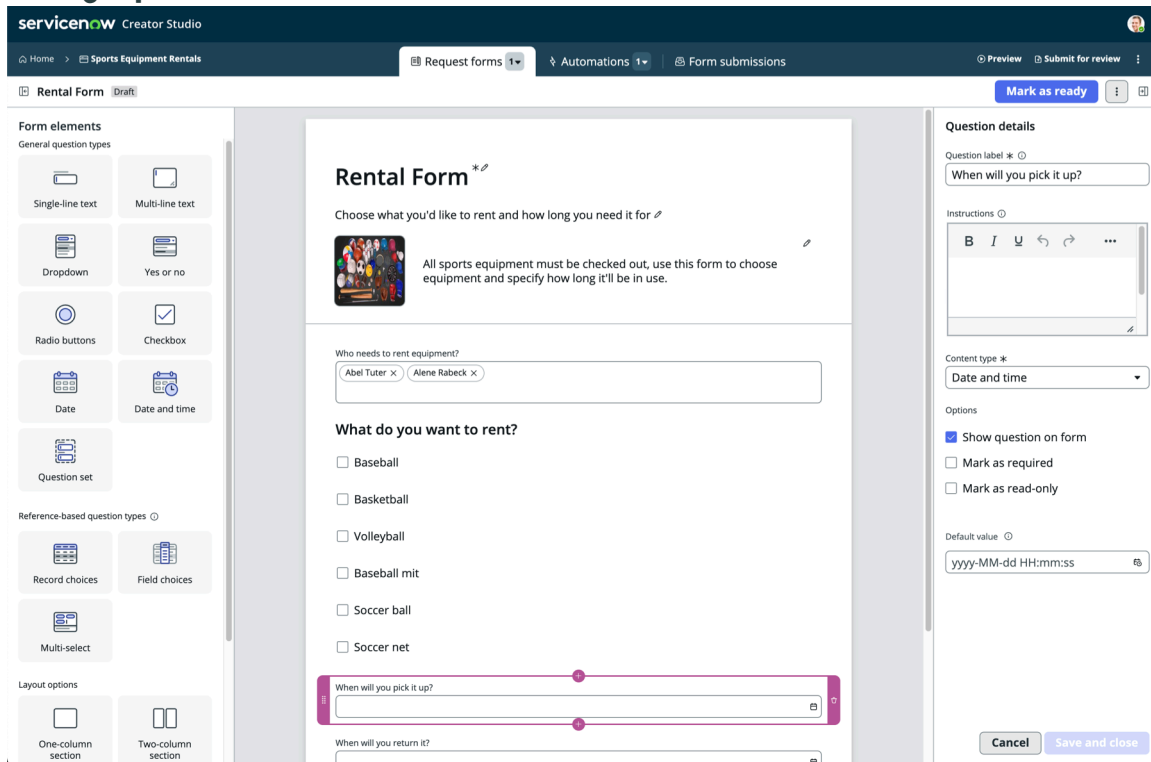 servicenow Creator Studio
Home > Sports Equipment Rentals
Request forms 1
Automations 1
Form submissions
Preview
Submit for review
Rental Form Draft
Mark as ready
Form elements
General question types
Single-line text
Multi-line text
Dropdown
Yes or no
Radio buttons
Checkbox
Date
Date and time
Question set
Reference-based question types
Record choices
Field choices
Multi-select
Layout options
One-column
section
Two-column
section
Rental Form *
Choose what you'd like to rent and how long you need it for
All sports equipment must be checked out, use this form to choose
equipment and specify how long it'll be in use.
Who needs to rent equipment?
Abel Tuter × Alene Rabeck ×
What do you want to rent?
Baseball
Basketball
Volleyball
Baseball mit
Soccer ball
Soccer net
When will you pick it up?
When will you return it?
Question details
Question label *
When will you pick it up?
Instructions
B I U
Content type *
Date and time
Options
Show question on form
Mark as required
Mark as read-only
Default value
yyyy-MM-dd HH:mm:ss
Cancel
Save and close